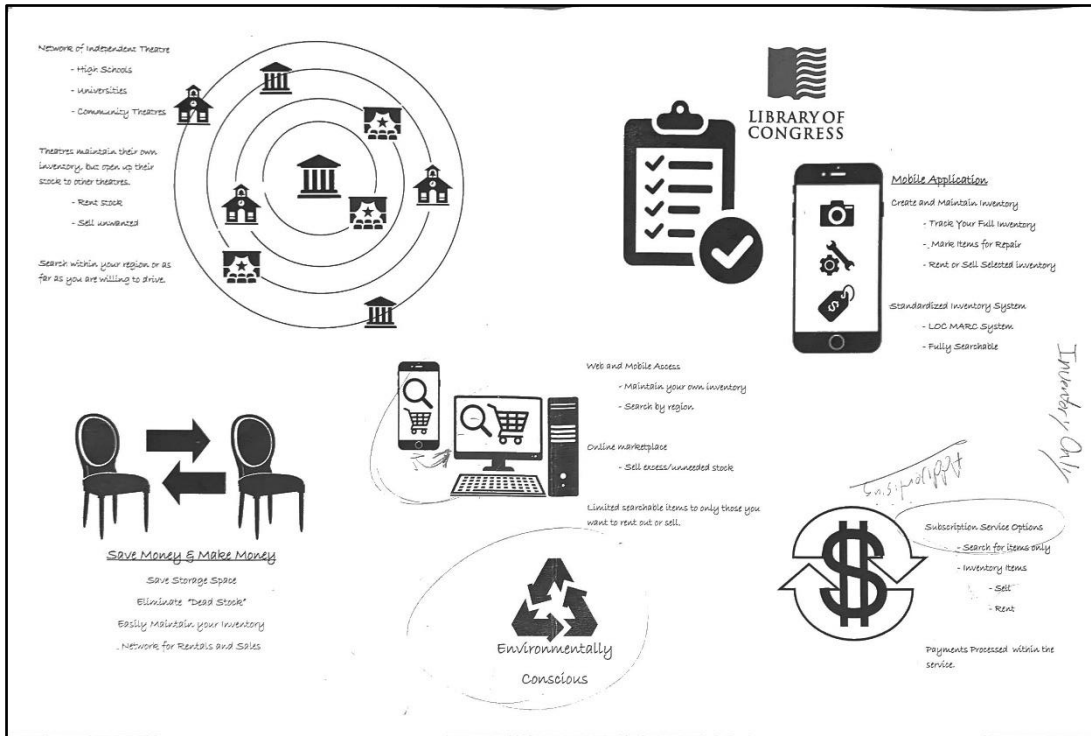 Network of Independent Theatre
- High Schools
- Universities
- Community Theatres
Theatres maintain their own
inventory, but open up their
stock to other theatres.
- Rent stock
- Sell unwanted
Search within your region or as
far as you are willing to drive.
LIBRARY OF
CONGRESS
Mobile Application
Create and Maintain Inventory
- Track Your Full Inventory
- Mark Items for Repair
- Rent or Sell Selected inventory
Standardized Inventory System
- LOC MARC System
- Fully Searchable
Inventory Only
Web and Mobile Access
- Maintain your own inventory
- Search by region
Online marketplace
- Sell excess/unneeded stock
Limited searchable items to only those you
want to rent out or sell.
Save Money & Make Money
Save Storage Space
Eliminate "Dead Stock"
Easily Maintain your Inventory
Network for Rentals and Sales
Environmentally
Conscious
$
Subscription Service Options
- Search for items only
- Inventory Items
- Sell
- Rent
Payments Processed within the
service.